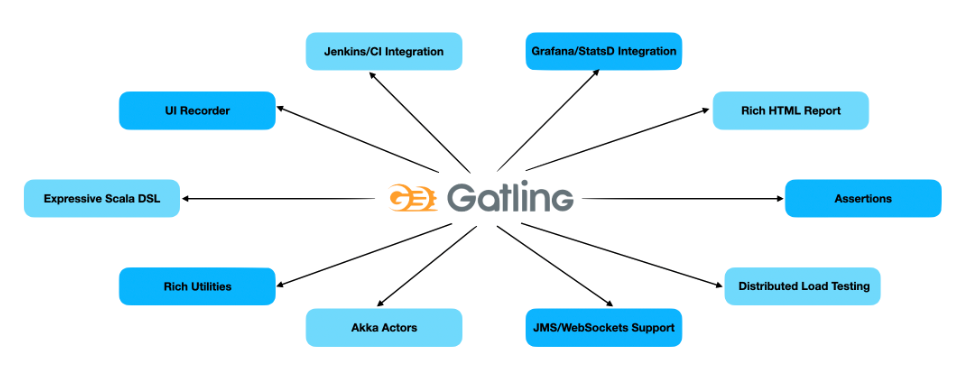 Jenkins/CI Integration
Grafana/StatsD Integration
UI Recorder
Rich HTML Report
Expressive Scala DSL
Gatling
Assertions
Rich Utilities
Distributed Load Testing
Akka Actors
JMS/WebSockets Support